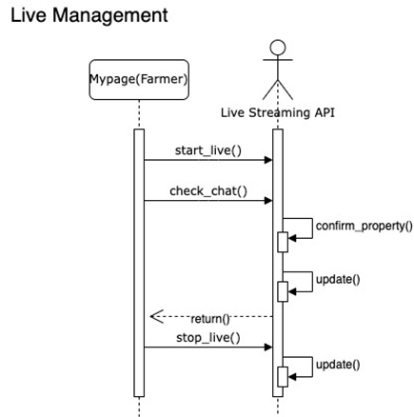 Live Management
Mypage(Farmer)
Live Streaming API
start_live()
check_chat()
confirm_property()
update()
return()
stop_live()
update()